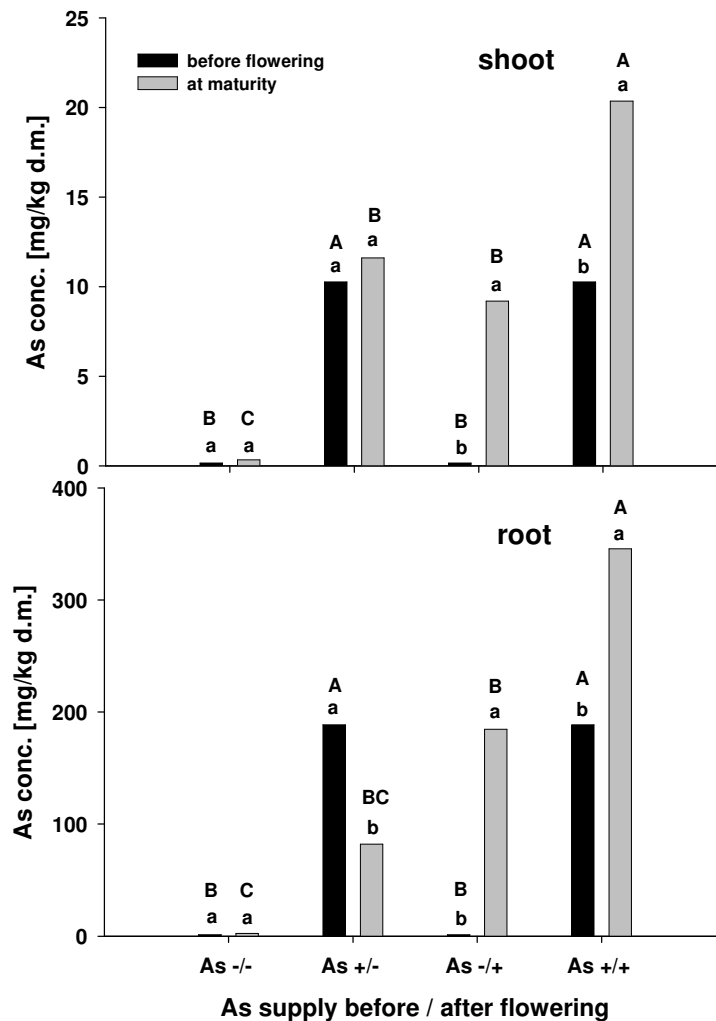 25
20
15
10
5
0
As conc. [mg/kg d.m.]
before flowering
at maturity
shoot
B C
a a
A B
a a
B B
b a
A A
b a
400
300
200
100
0
As conc. [mg/kg d.m.]
root
B C
a a
A BC
a b
B B
b a
A A
b a
As -/- As +/- As -/+ As +/+
As supply before / after flowering